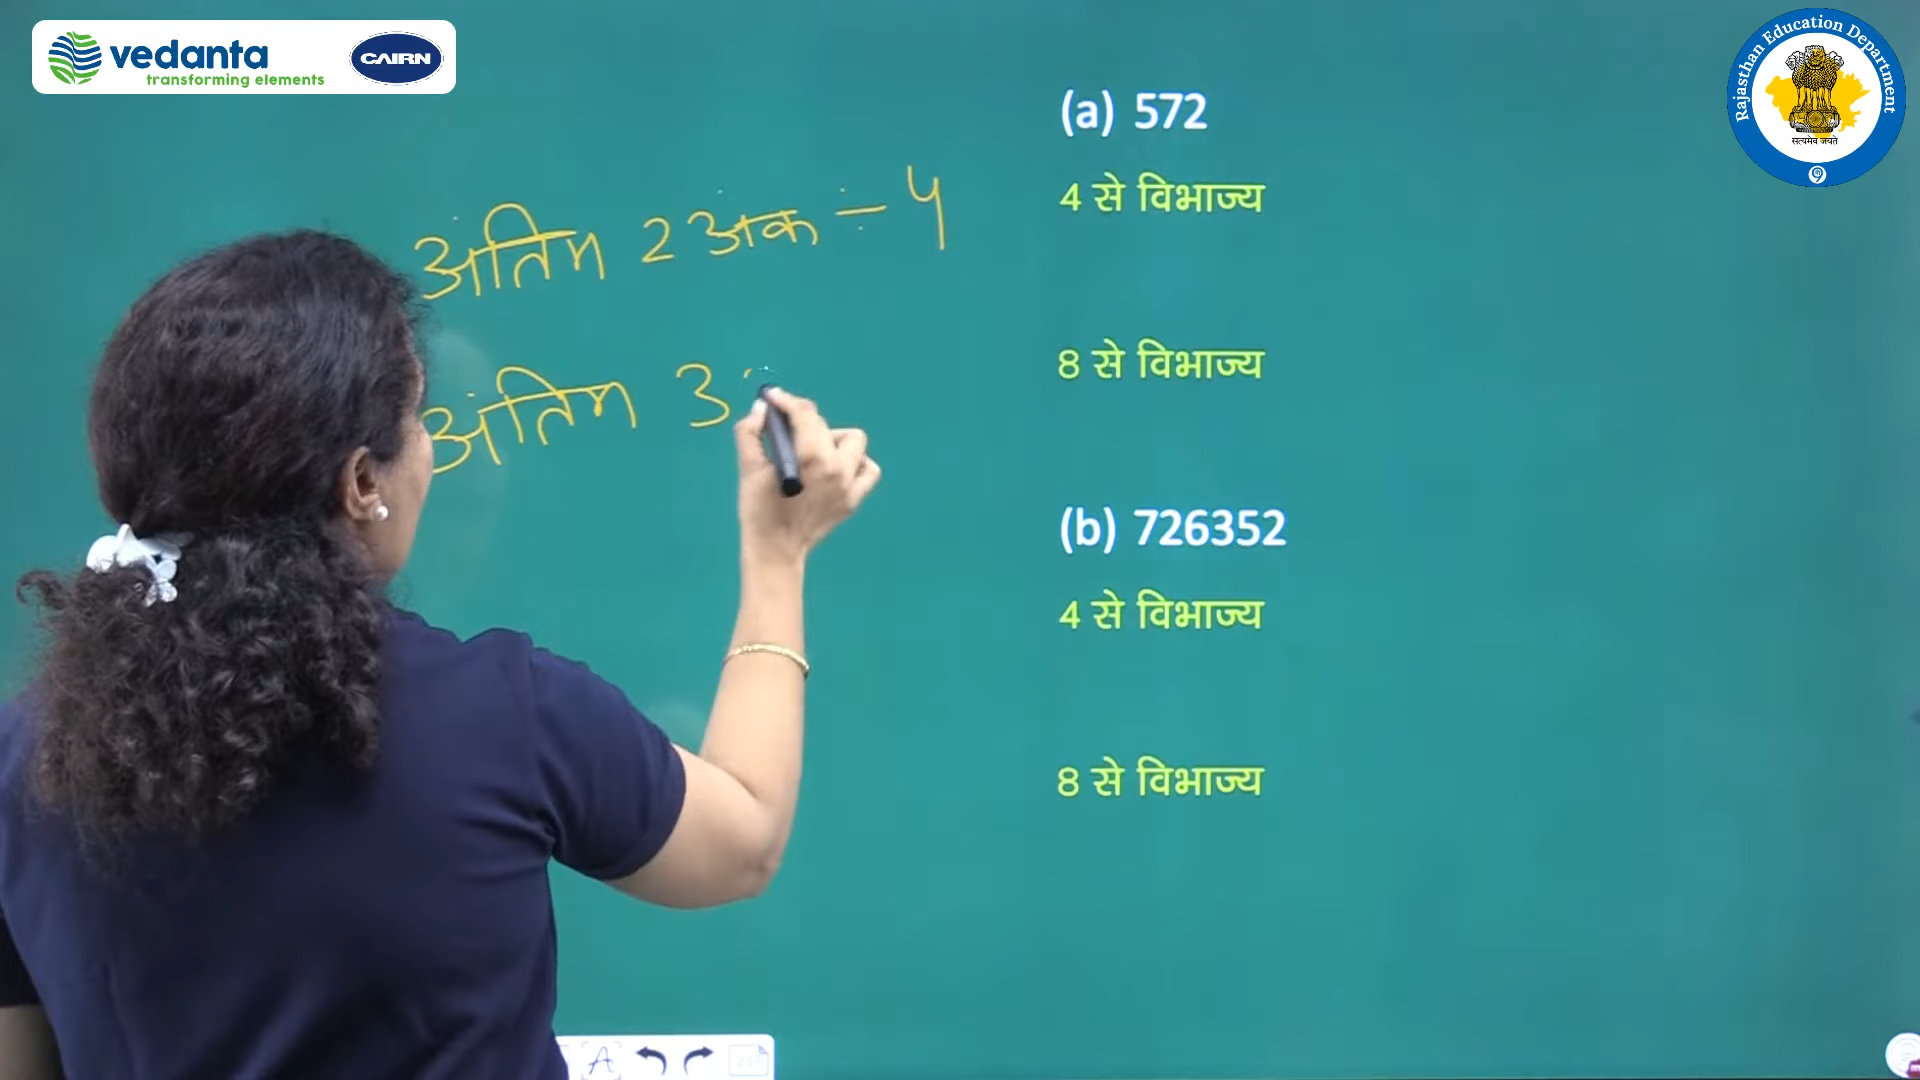 vedanta
transforming elements
CAIRN
Rajasthan Education Department
सत्यमेव जयते
अंतिम 2 अंक ÷ 4
अंतिम 3
(a) 572
4 से विभाज्य
8 से विभाज्य
(b) 726352
4 से विभाज्य
8 से विभाज्य